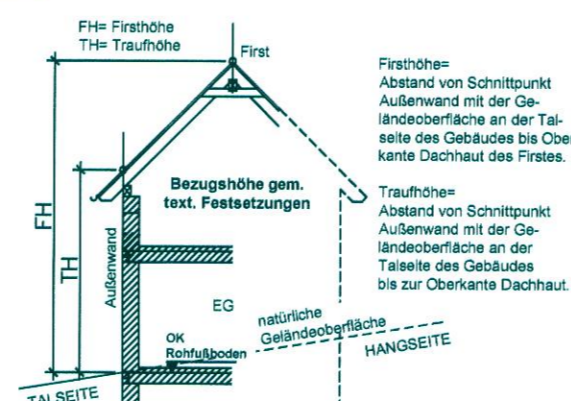 FH= Firsthöhe
TH= Traufhöhe
First
Firsthöhe=
Abstand von Schnittpunkt
Außenwand mit der Ge-
ländeoberfläche an der Tal-
seite des Gebäudes bis Ober
kante Dachhaut des Firstes.
Traufhöhe=
Abstand von Schnittpunkt
Außenwand mit der Ge-
ländeoberfläche an der
Talseite des Gebäudes
bis zur Oberkante Dachhaut.
Bezugshöhe gem.
text. Festsetzungen
FH
TH
Außenwand
EG
natürliche
Geländeoberfläche
OK
Rohfußboden
HANGSEITE
TALSEITE